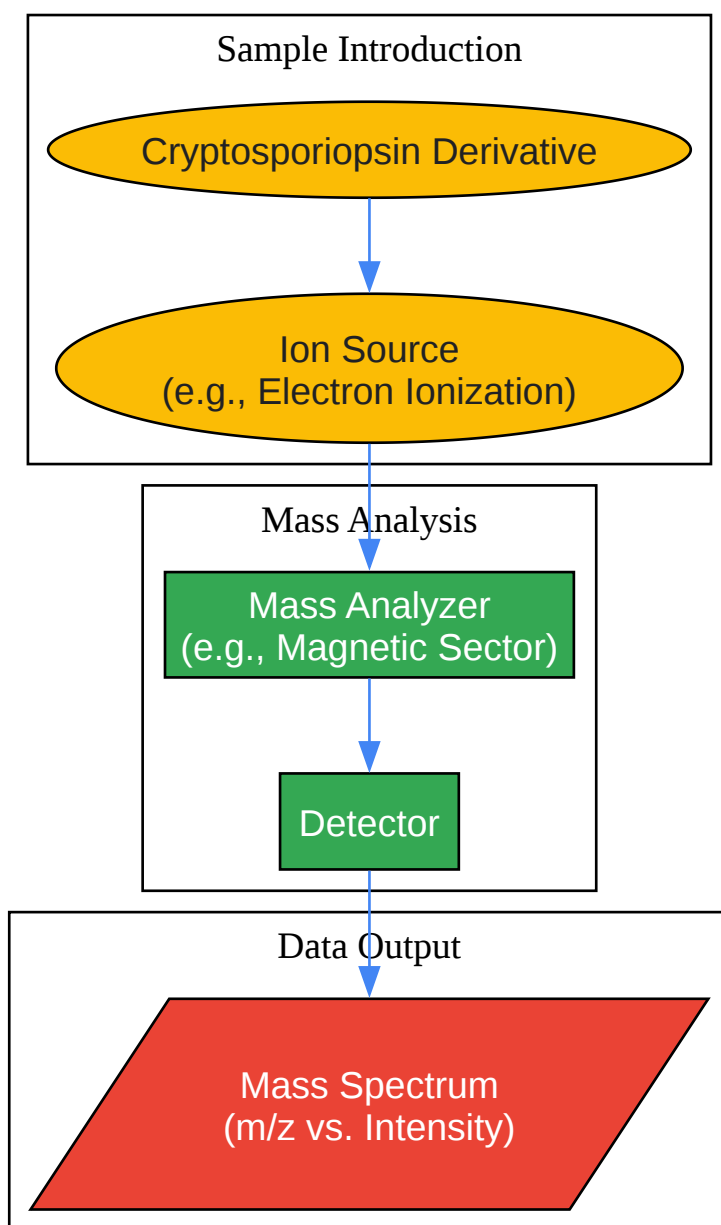 Sample Introduction
Cryptosporiopsin Derivative
Ion Source
(e.g., Electron Ionization)
Mass Analysis
Mass Analyzer
(e.g., Magnetic Sector)
Detector
Data Output
Mass Spectrum
(m/z vs. Intensity)